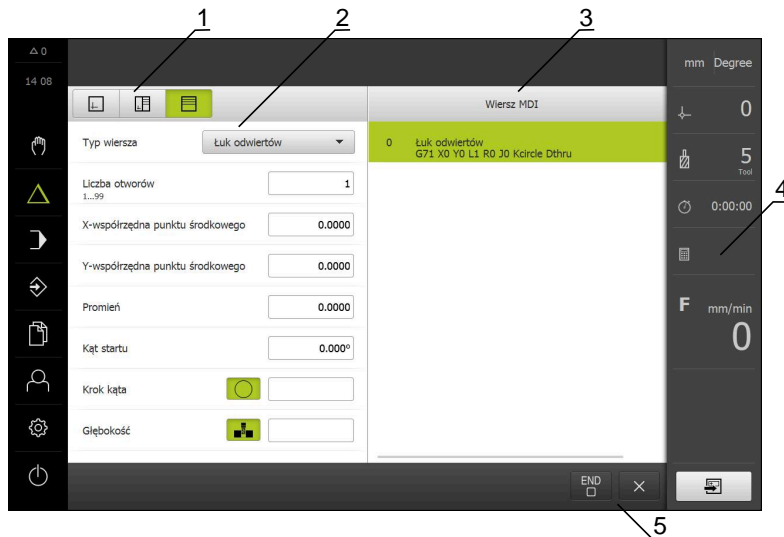 1
2
3
0
14 08
mm Degree
Wiersz MDI
0
Typ wiersza
Łuk odwiertów
0 Łuk odwiertów
G71 X0 Y0 L1 R0 J0 Kcircle Dthru
5
Tool
Liczba otworów
1...99
1
4
0:00:00
X-współrzędna punktu środkowego
0.0000
Y-współrzędna punktu środkowego
0.0000
Promień
0.0000
F mm/min
0
Kąt startu
0.000°
Krok kąta
Głębokość
END
5